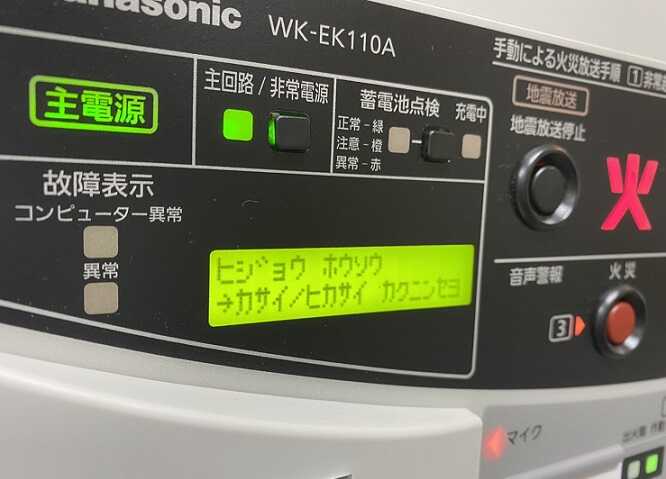 Panasonic
WK-EK110A
主電源
主回路 / 非常電源
蓄電池点検
充電中
正常 – 緑
注意 – 橙
異常 – 赤
故障表示
コンピューター異常
異常
ヒジョウ ホウソウ
→カサイ/ヒカサイ カクニンセヨ
手動による火災放送手順
1 非常
地震放送
地震放送停止
火
音声警報
火災
3
マイク
出火階